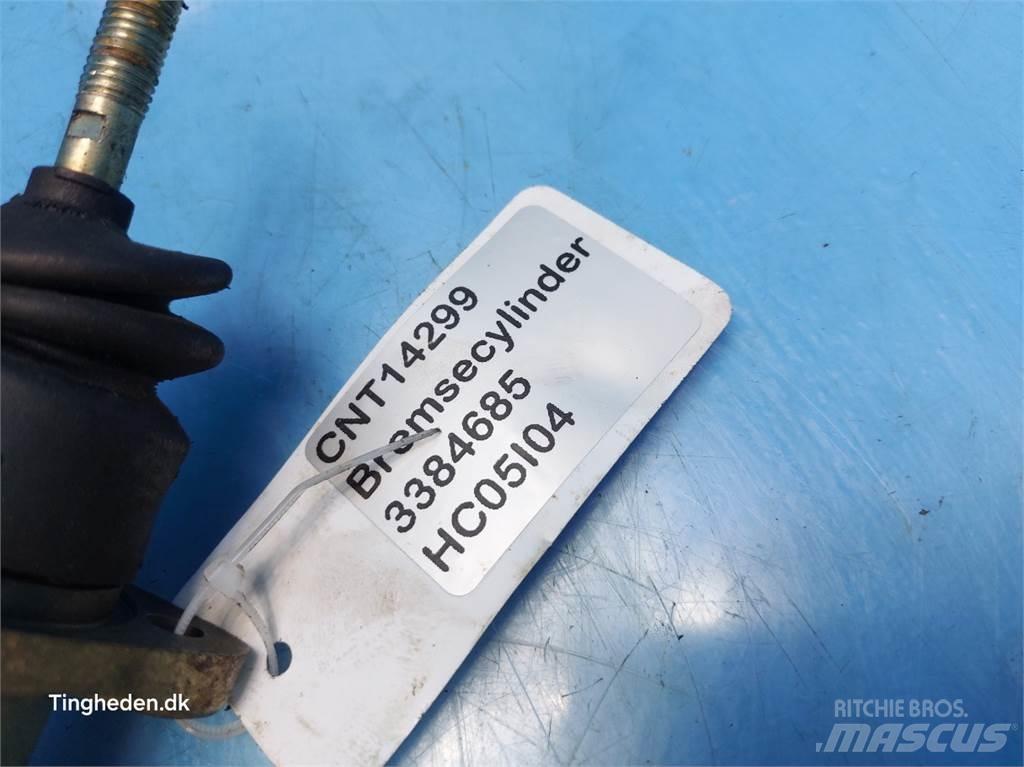 CNT14299
Bremsecylinder
3384685
HC05I04
Tingheden.dk
RITCHIE BROS.
MASCUS